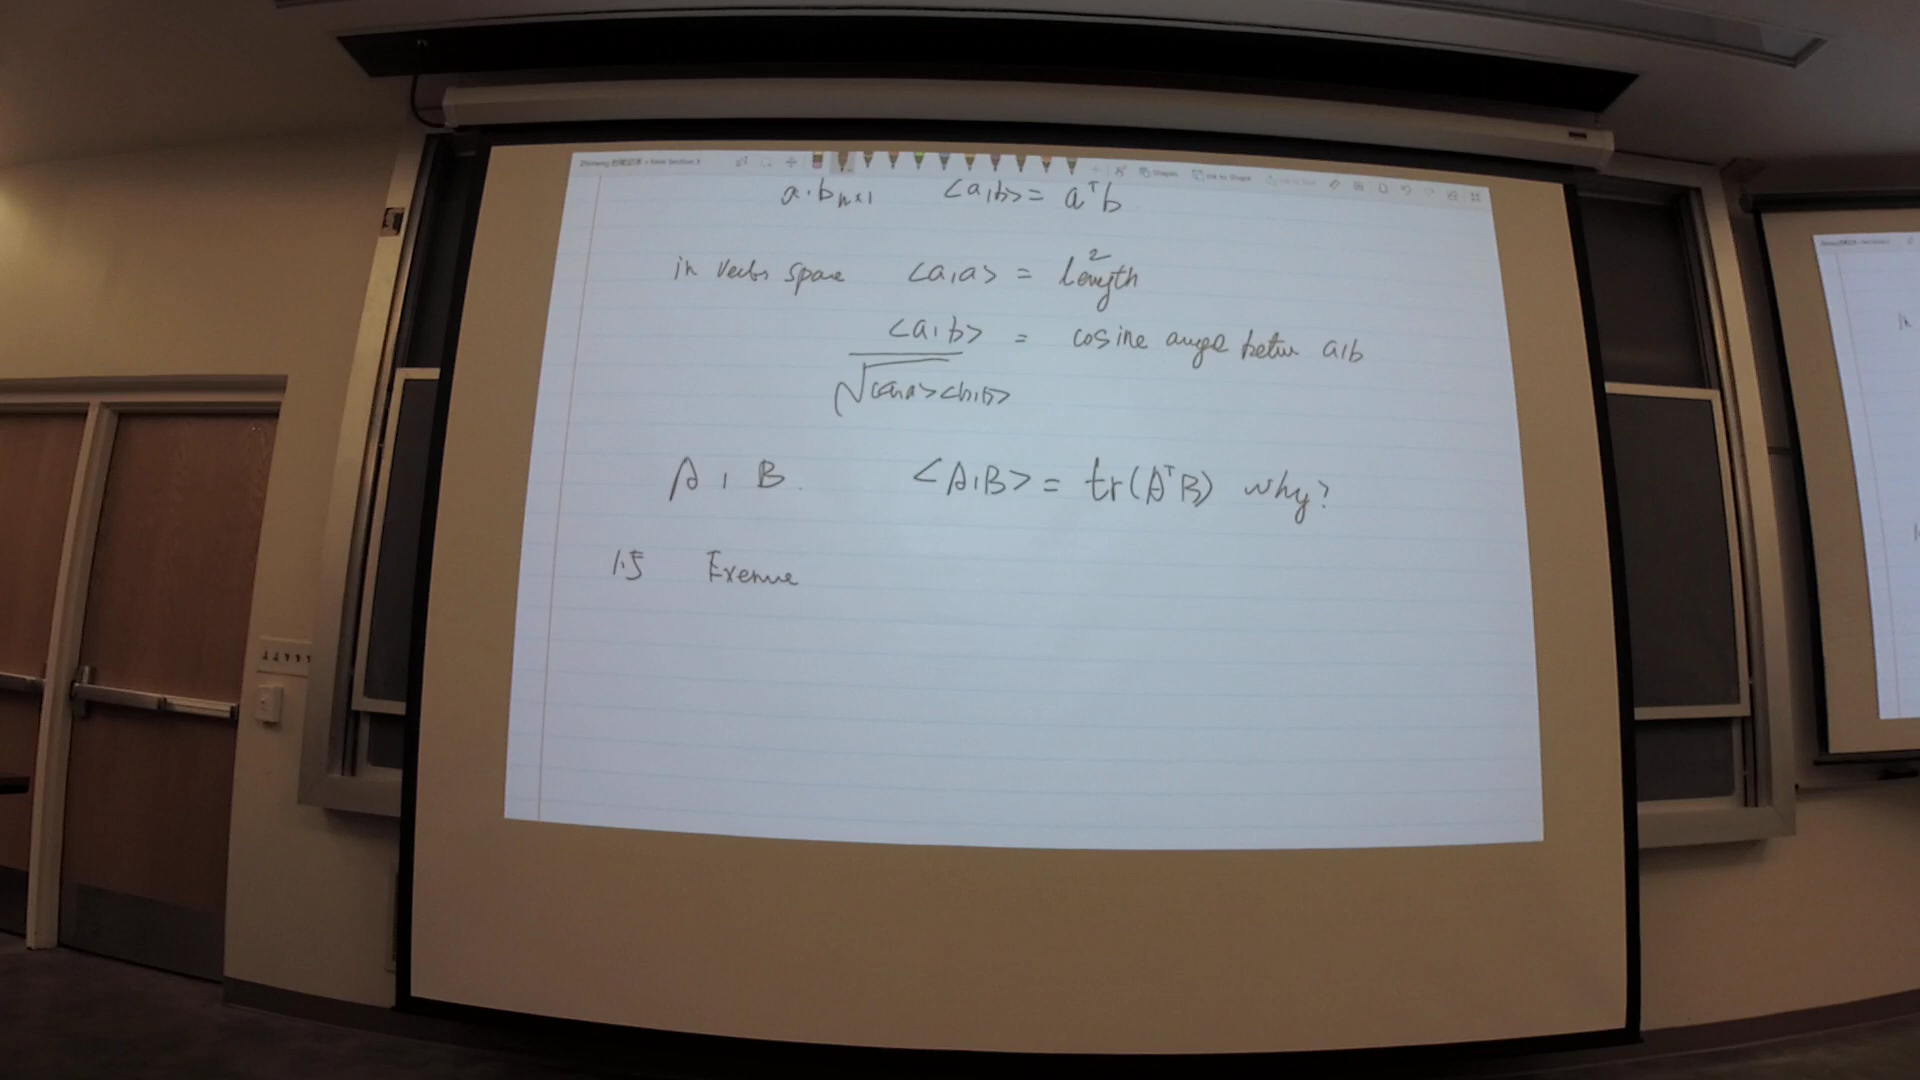 a, b n×1 <a,b> = aᵀb
in vector space <a,a> = length²
<a,b> = cosine angle between a,b
√<a,a><b,b>
A, B. <A,B> = tr(AᵀB) why?
1.5 Exercise